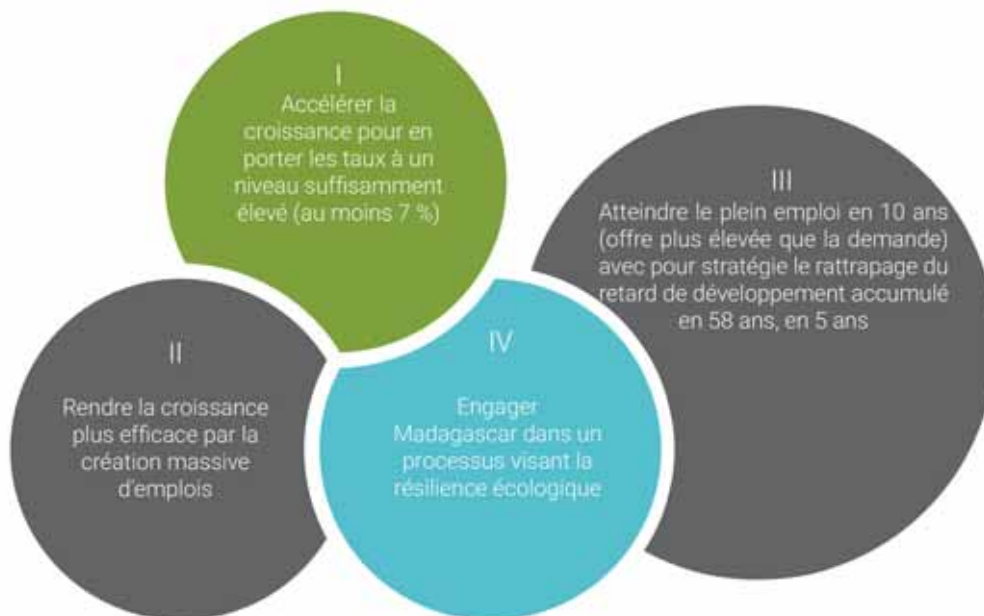 I
Accélérer la
croissance pour en
porter les taux à un
niveau suffisamment
élevé (au moins 7 %)
II
Rendre la croissance
plus efficace par la
création massive
d'emplois
III
Atteindre le plein emploi en 10 ans
(offre plus élevée que la demande)
avec pour stratégie le rattrapage du
retard de développement accumulé
en 58 ans, en 5 ans
IV
Engager
Madagascar dans un
processus visant la
résilience écologique